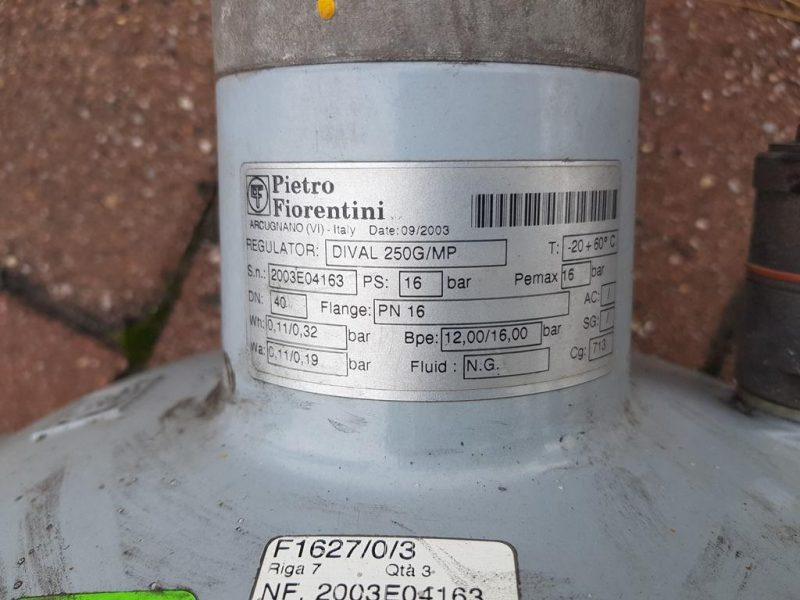 Pietro
Fiorentini
ARCUGNANO (VI) - Italy Date: 09/2003
REGULATOR: DIVAL 250G/MP T: -20 ÷ 60° C
S.n.: 2003E04163 PS: 16 bar Pemax 16 bar
DN: 40 Flange: PN 16 AC: /
Wh: 0,11/0,32 bar Bpe: 12,00/16,00 bar SG: /
Wa: 0,11/0,19 bar Fluid : N.G. Cg: 713
F1627/0/3
Riga 7 Qtà 3
NF. 2003E04163